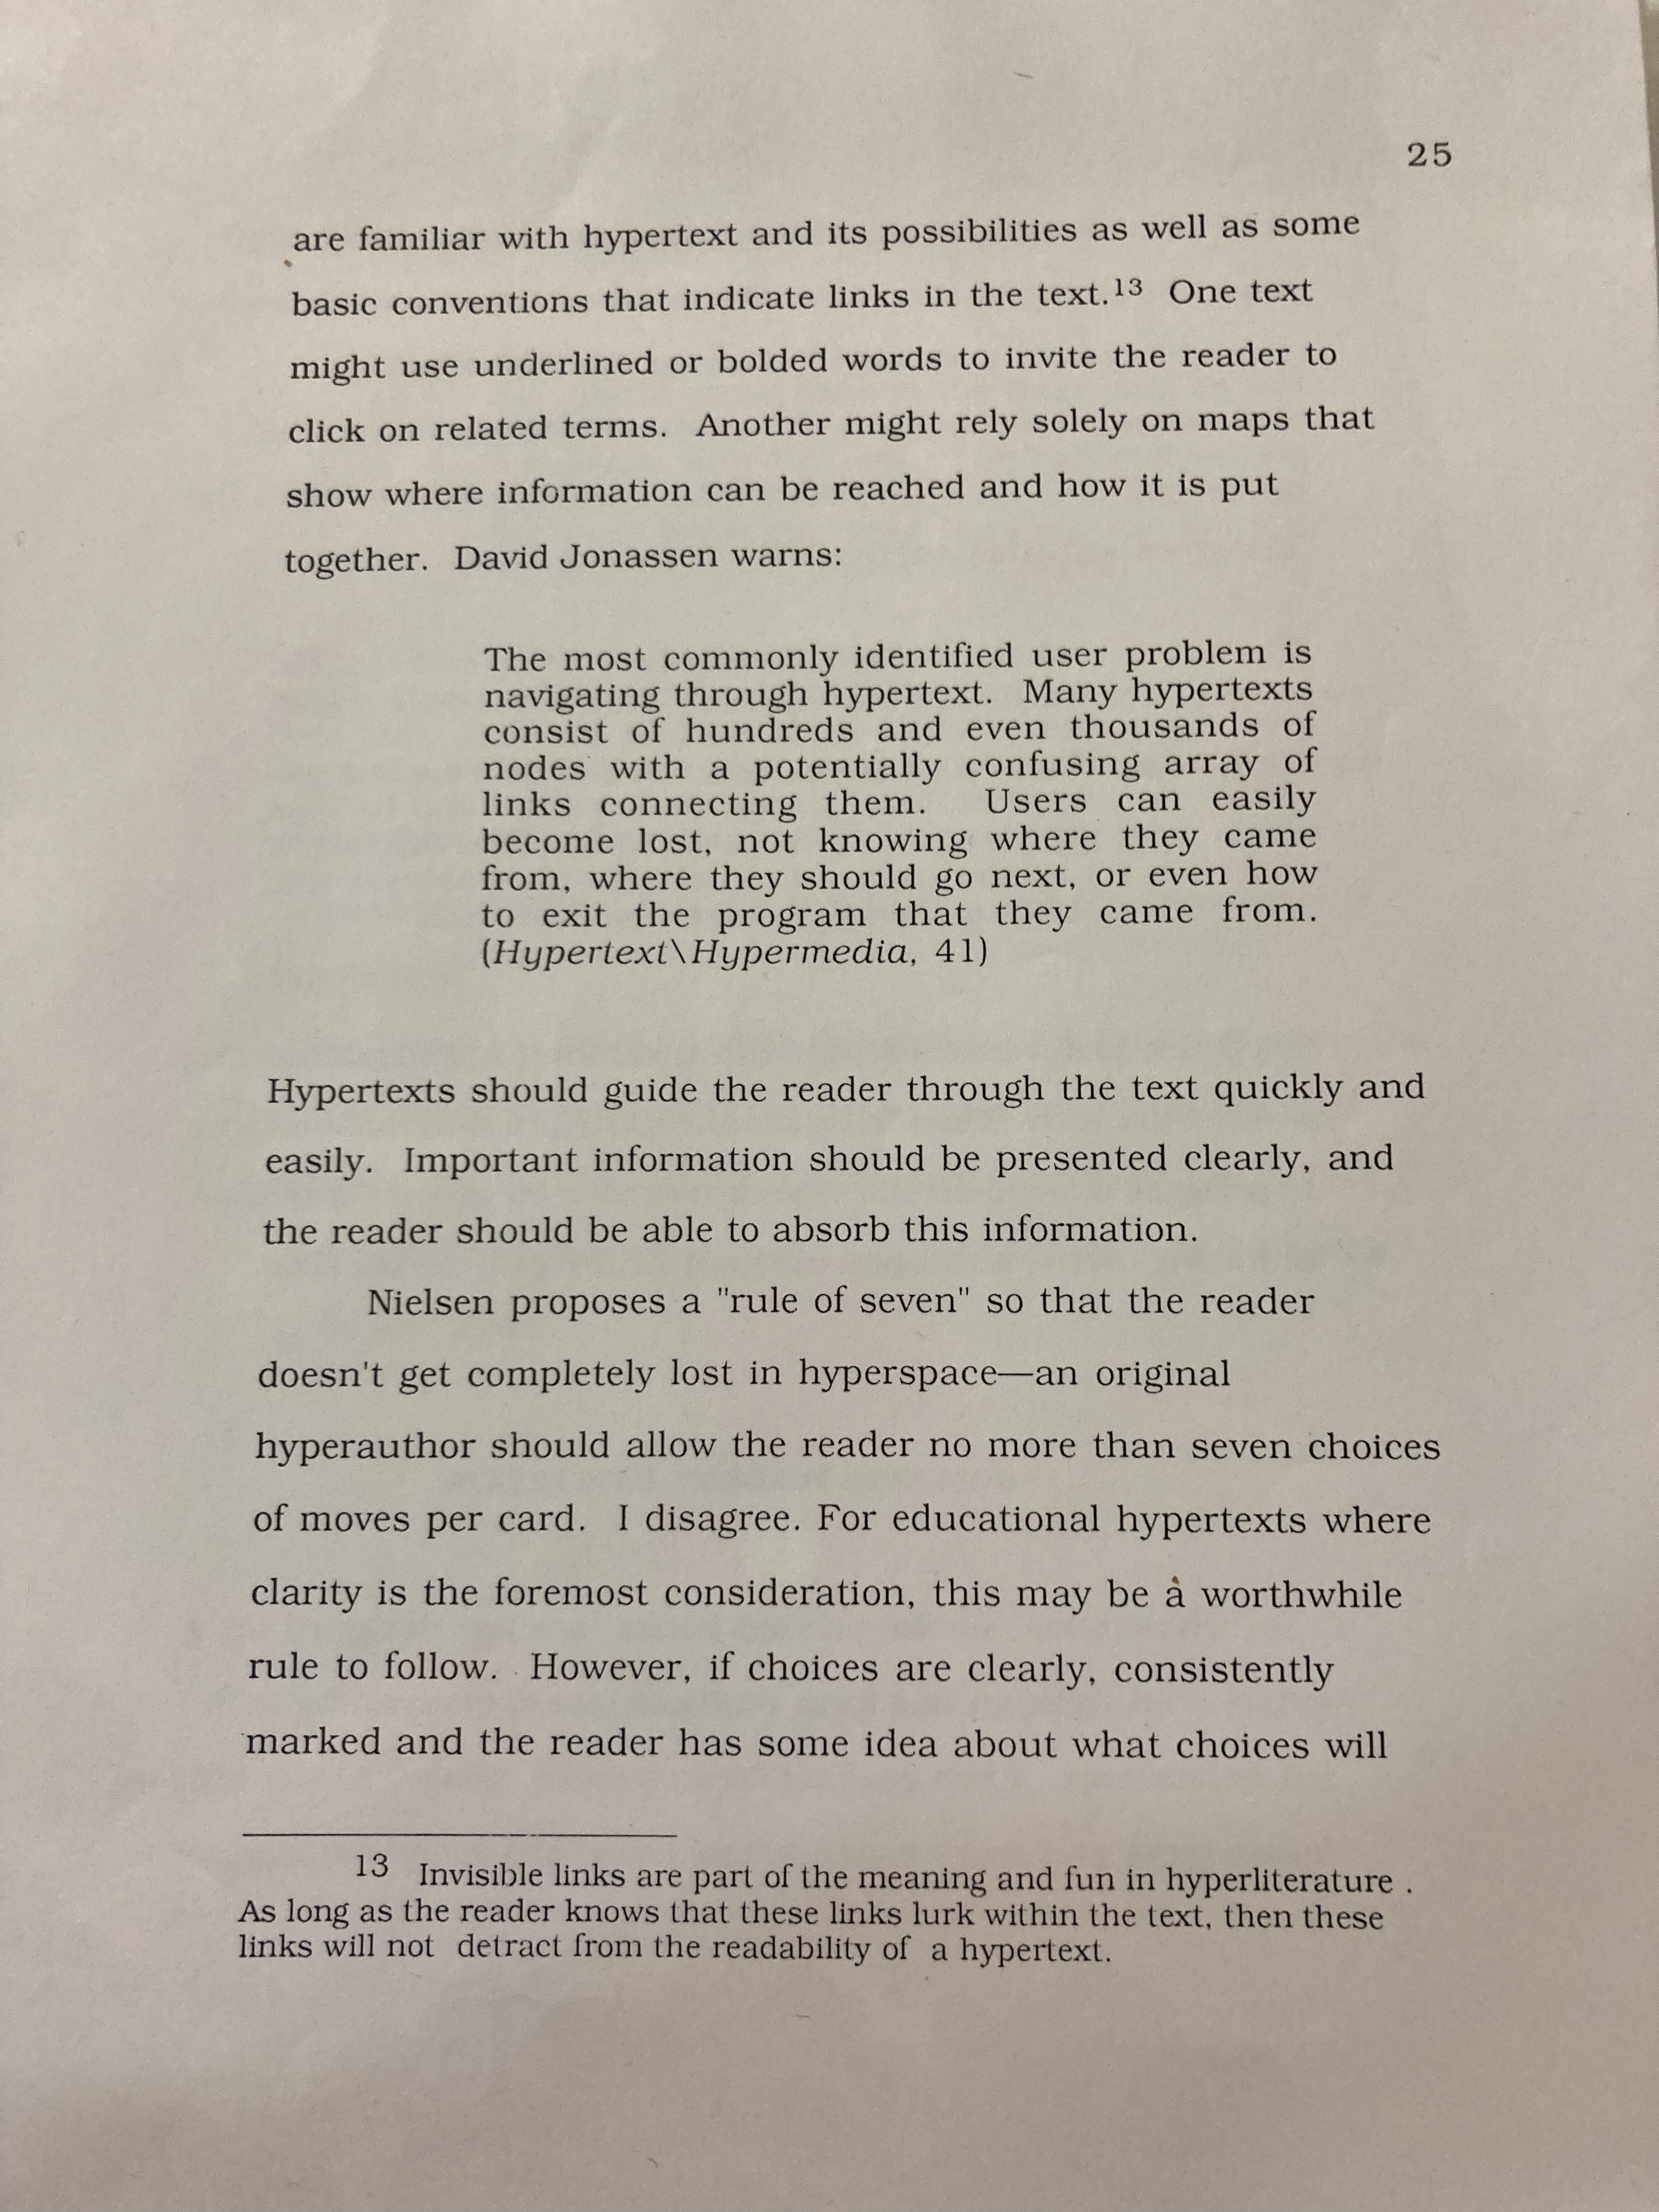 25
are familiar with hypertext and its possibilities as well as some
basic conventions that indicate links in the text.13  One text
might use underlined or bolded words to invite the reader to
click on related terms.  Another might rely solely on maps that
show where information can be reached and how it is put
together.  David Jonassen warns:
The most commonly identified user problem is
navigating through hypertext.  Many hypertexts
consist of hundreds and even thousands of
nodes with a potentially confusing array of
links connecting them.  Users can easily
become lost, not knowing where they came
from, where they should go next, or even how
to exit the program that they came from.
(Hypertext\Hypermedia, 41)
Hypertexts should guide the reader through the text quickly and
easily.  Important information should be presented clearly, and
the reader should be able to absorb this information.
Nielsen proposes a "rule of seven" so that the reader
doesn't get completely lost in hyperspace—an original
hyperauthor should allow the reader no more than seven choices
of moves per card.  I disagree. For educational hypertexts where
clarity is the foremost consideration, this may be a worthwhile
rule to follow.  However, if choices are clearly, consistently
marked and the reader has some idea about what choices will
13  Invisible links are part of the meaning and fun in hyperliterature .
As long as the reader knows that these links lurk within the text, then these
links will not  detract from the readability of  a hypertext.